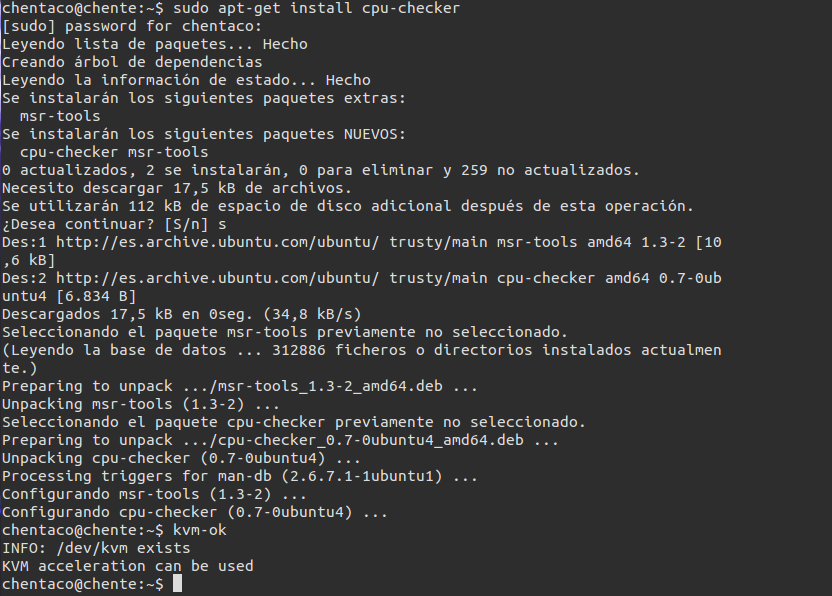 chentaco@chente:~$ sudo apt-get install cpu-checker
[sudo] password for chentaco:
Leyendo lista de paquetes... Hecho
Creando árbol de dependencias
Leyendo la información de estado... Hecho
Se instalarán los siguientes paquetes extras:
  msr-tools
Se instalarán los siguientes paquetes NUEVOS:
  cpu-checker msr-tools
0 actualizados, 2 se instalarán, 0 para eliminar y 259 no actualizados.
Necesito descargar 17,5 kB de archivos.
Se utilizarán 112 kB de espacio de disco adicional después de esta operación.
¿Desea continuar? [S/n] s
Des:1 http://es.archive.ubuntu.com/ubuntu/ trusty/main msr-tools amd64 1.3-2 [10
,6 kB]
Des:2 http://es.archive.ubuntu.com/ubuntu/ trusty/main cpu-checker amd64 0.7-0ub
untu4 [6.834 B]
Descargados 17,5 kB en 0seg. (34,8 kB/s)
Seleccionando el paquete msr-tools previamente no seleccionado.
(Leyendo la base de datos ... 312886 ficheros o directorios instalados actualmen
te.)
Preparing to unpack .../msr-tools_1.3-2_amd64.deb ...
Unpacking msr-tools (1.3-2) ...
Seleccionando el paquete cpu-checker previamente no seleccionado.
Preparing to unpack .../cpu-checker_0.7-0ubuntu4_amd64.deb ...
Unpacking cpu-checker (0.7-0ubuntu4) ...
Processing triggers for man-db (2.6.7.1-1ubuntu1) ...
Configurando msr-tools (1.3-2) ...
Configurando cpu-checker (0.7-0ubuntu4) ...
chentaco@chente:~$ kvm-ok
INFO: /dev/kvm exists
KVM acceleration can be used
chentaco@chente:~$